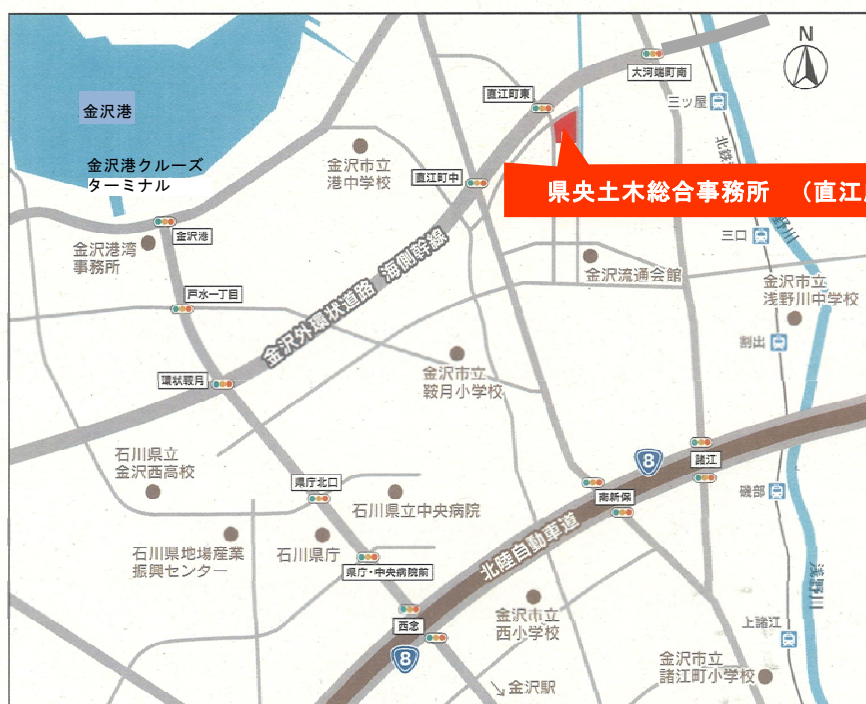 N
大河端町南
直江町東
三ツ屋
金沢港
北鉄
金沢市立
港中学校
金沢港クルーズ
ターミナル
直江町中
県央土木総合事務所 （直江
金沢港
金沢港湾
事務所
三口
野川
海側幹線
金沢流通会館
金沢市立
浅野川中学校
戸水一丁目
金沢外環状道路
割出
環状鞍月
金沢市立
鞍月小学校
石川県立
金沢西高校
8
諸江
県庁北口
南新保
磯部
石川県立中央病院
石川県地場産業
振興センター
石川県庁
北陸自動車道
県庁・中央病院前
浅野川
西念
金沢市立
西小学校
上諸江
8
金沢市立
諸江町小学校
金沢駅